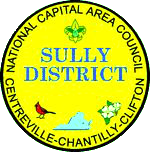 NATIONAL CAPITAL AREA COUNCIL
SULLY
DISTRICT
CENTREVILLE-CHANTILLY-CLIFTON